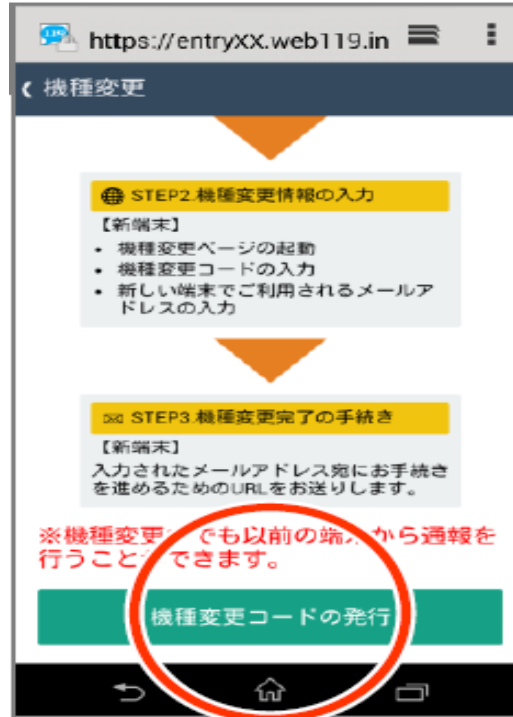 https://entryXX.web119.in
機種変更
STEP2.機種変更情報の入力
【新端末】
・ 機種変更ページの起動
・ 機種変更コードの入力
・ 新しい端末でご利用されるメールア
ドレスの入力
STEP3.機種変更完了の手続き
【新端末】
入力されたメールアドレス宛にお手続き
を進めるためのURLをお送りします。
※機種変更 でも以前の端 から通報を
行うこと できます。
機種変更コードの発行